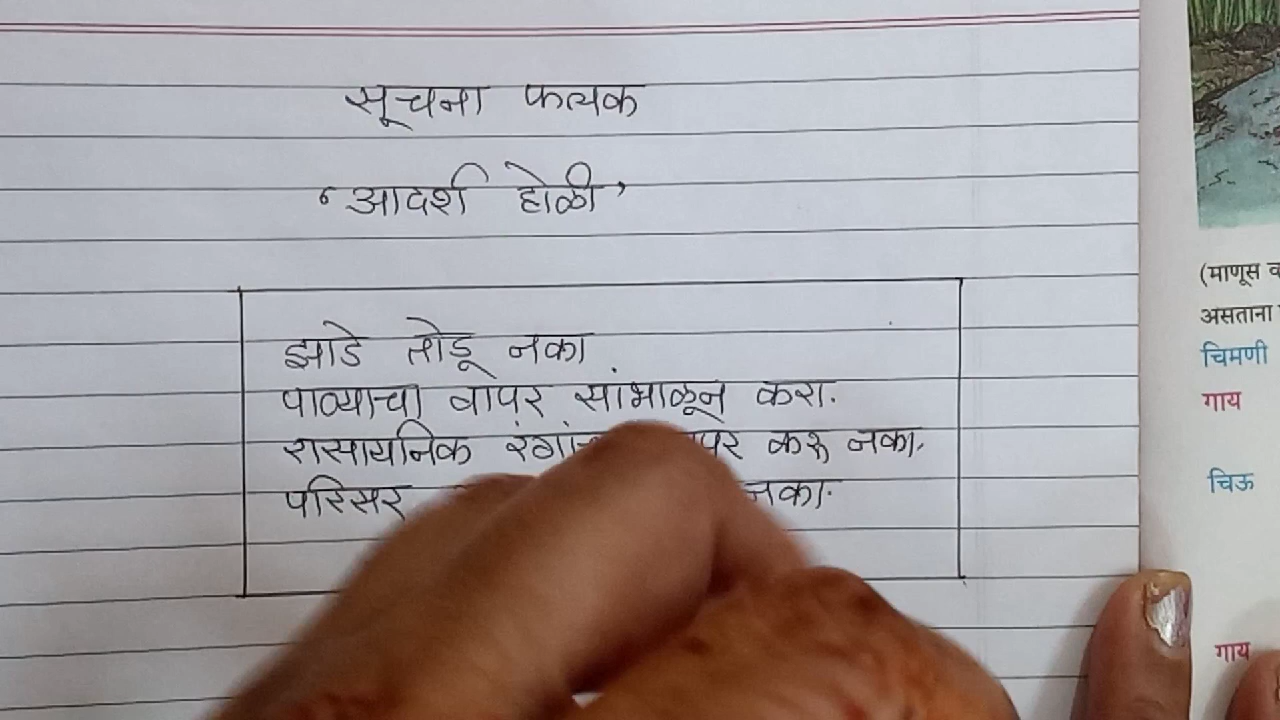 सूचना फलक
‘आदर्श होळी’
झाडे तोडू नका
पाण्याचा वापर सांभाळून करा.
रासायनिक रंगांचा वापर करू नका.
परिसर नका.
(माणूस
असताना
चिमणी
गाय
चिऊ
गाय